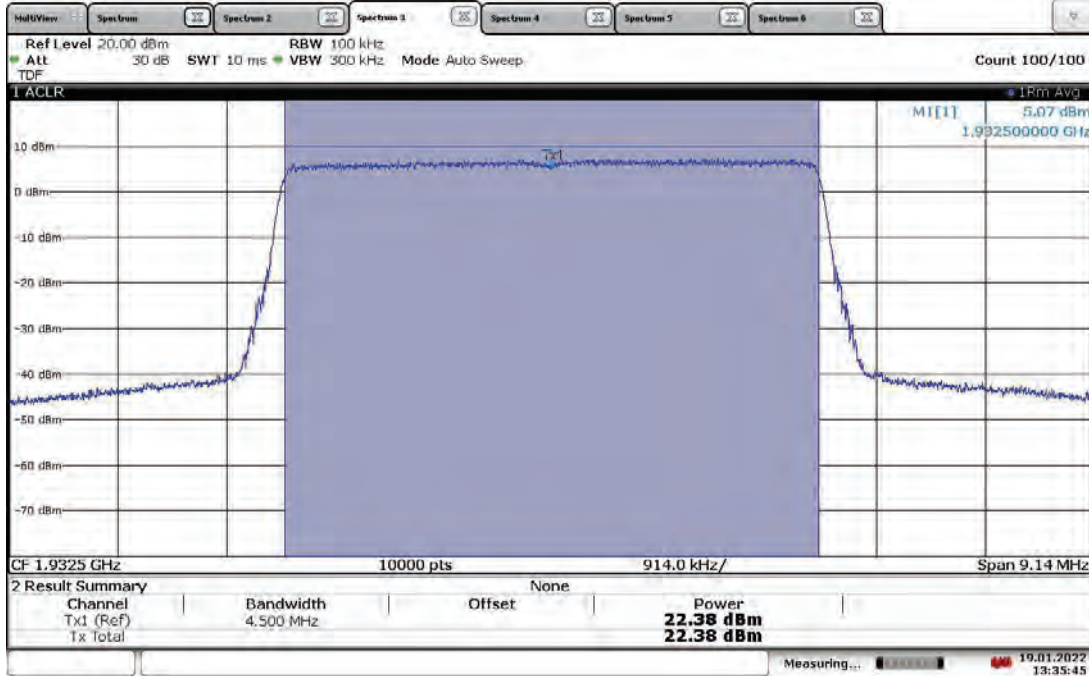 MultiView Spectrum Spectrum 2 Spectrum 3 Spectrum 4 Spectrum 5 Spectrum 6
Ref Level 20.00 dBm RBW 100 kHz
Att 30 dB SWT 10 ms VBW 300 kHz Mode Auto Sweep Count 100/100
TDF
1 ACLR 1Rm Avg
M1[1] 5.07 dBm
1.932500000 GHz
10 dBm
Tx1
0 dBm
-10 dBm
-20 dBm
-30 dBm
-40 dBm
-50 dBm
-60 dBm
-70 dBm
CF 1.9325 GHz 10000 pts 914.0 kHz/ Span 9.14 MHz
2 Result Summary None
Channel Bandwidth Offset Power
Tx1 (Ref) 4.500 MHz 22.38 dBm
Tx Total 22.38 dBm
Measuring... 19.01.2022
13:35:45